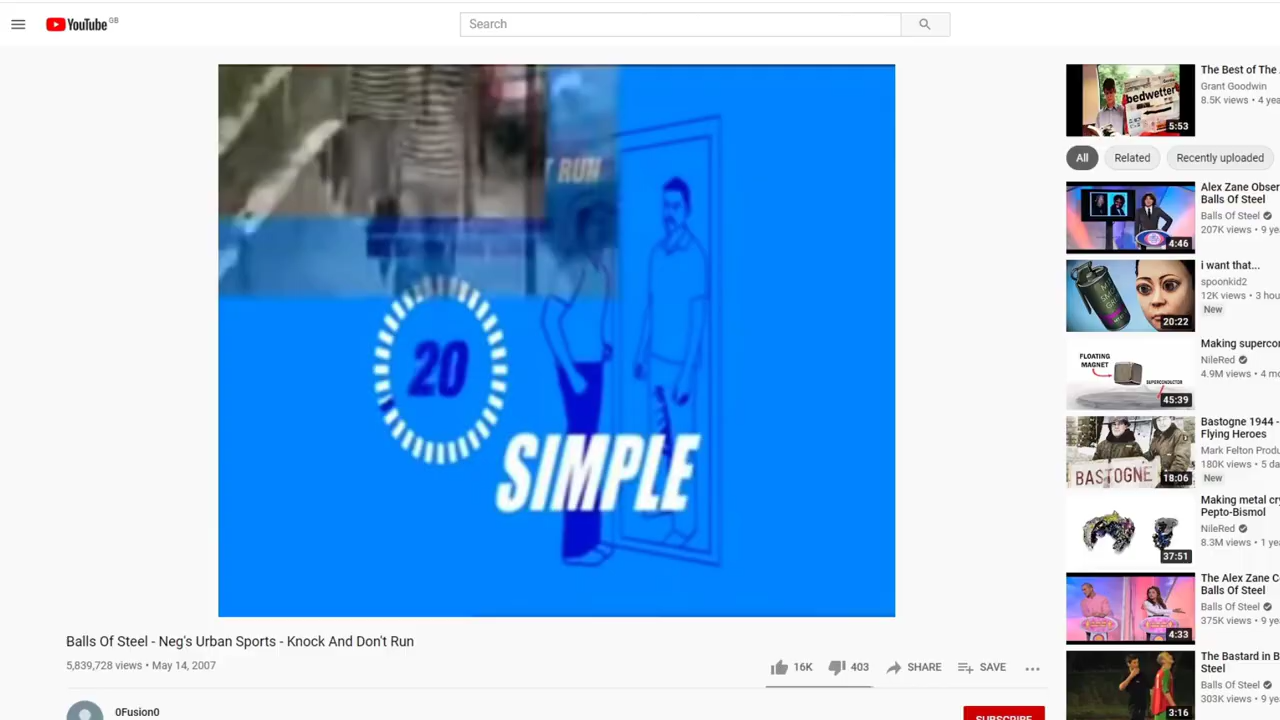 YouTube GB
Search
T RUN
20
SIMPLE
Balls Of Steel - Neg's Urban Sports - Knock And Don't Run
5,839,728 views • May 14, 2007
16K
403
SHARE
SAVE
0Fusion0
SUBSCRIBE
bedwetter
5:53
The Best of The
Grant Goodwin
8.5K views • 4 yea
All
Related
Recently uploaded
4:46
Alex Zane Obser
Balls Of Steel
Balls Of Steel
207K views • 9 ye
20:22
i want that...
spoonkid2
12K views • 3 hou
New
FLOATING
MAGNET
SUPERCONDUCTOR
45:39
Making supercon
NileRed
4.9M views • 4 mo
BASTOGNE
18:06
Bastogne 1944 -
Flying Heroes
Mark Felton Produ
180K views • 5 da
New
37:51
Making metal cry
Pepto-Bismol
NileRed
8.3M views • 1 yea
4:33
The Alex Zane C
Balls Of Steel
Balls Of Steel
375K views • 9 ye
3:16
The Bastard in B
Steel
Balls Of Steel
303K views • 9 ye